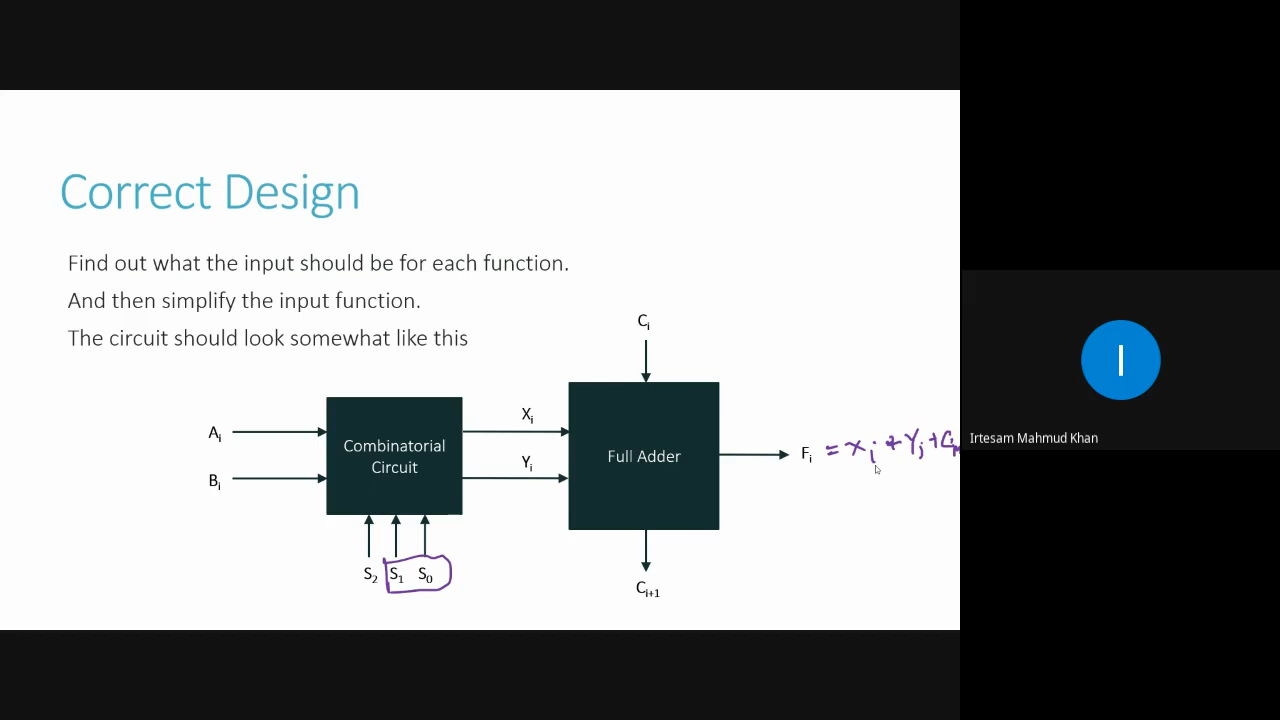 Correct Design
Find out what the input should be for each function.
And then simplify the input function.
The circuit should look somewhat like this
Cᵢ
Aᵢ
Bᵢ
Combinatorial
Circuit
Xᵢ
Yᵢ
Full Adder
Fᵢ = Xᵢ + Yᵢ + Cᵢₙ
S₂ S₁ S₀
Cᵢ₊₁
I
Irtesam Mahmud Khan